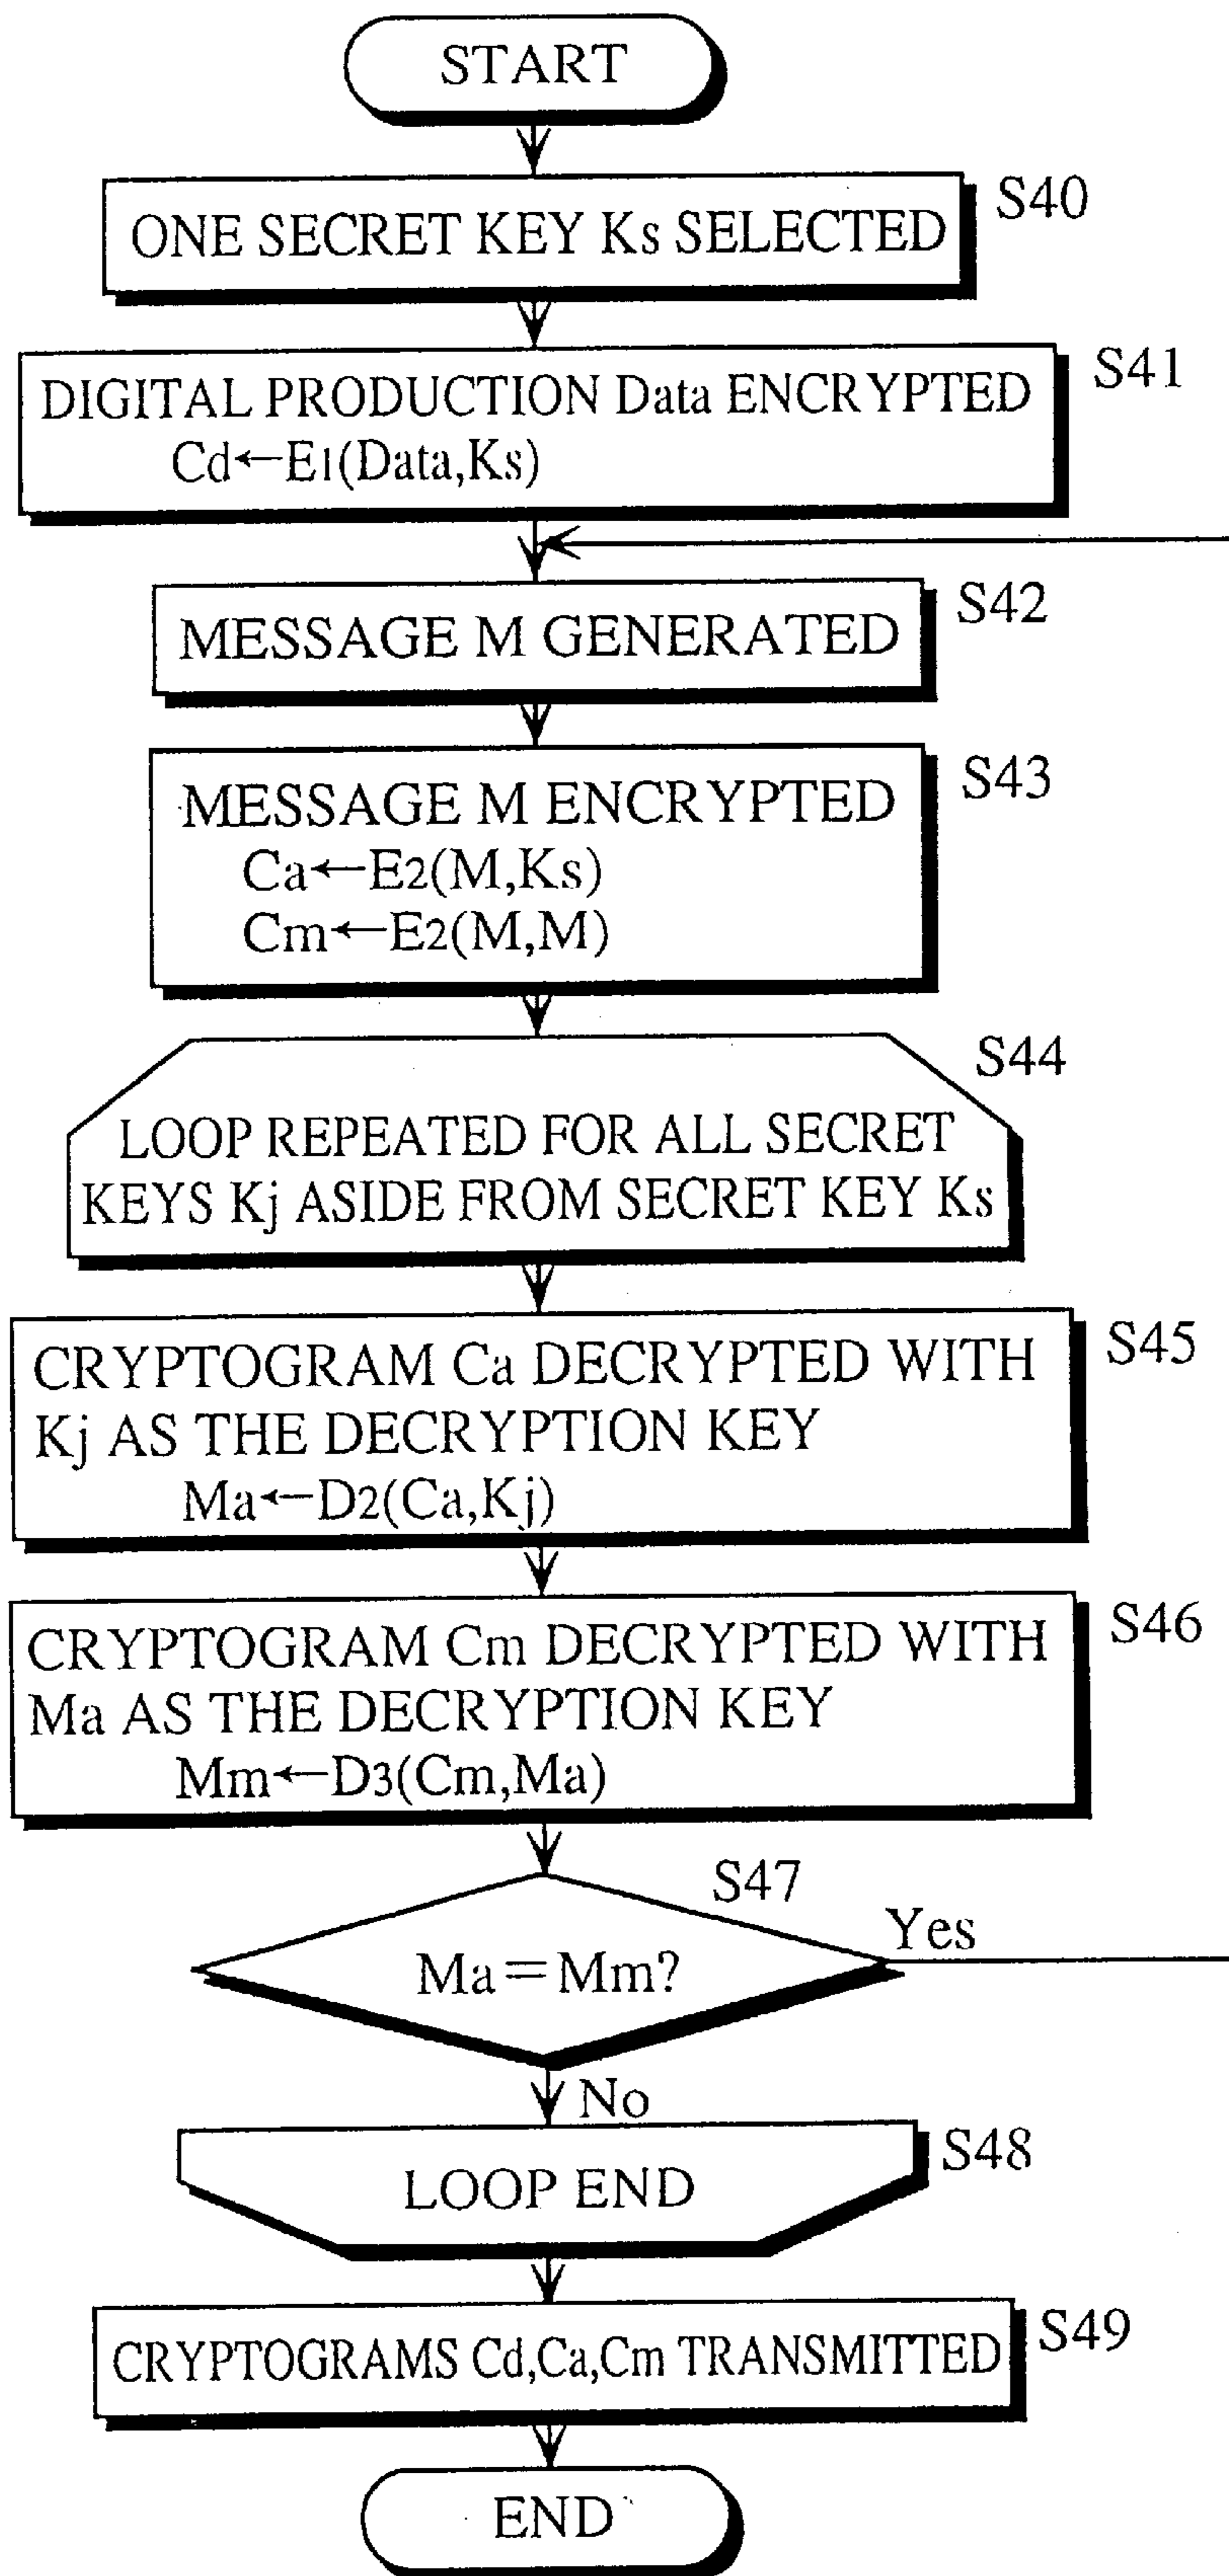 START
S40
ONE SECRET KEY Ks SELECTED
S41
DIGITAL PRODUCTION Data ENCRYPTED
Cd←E1(Data,Ks)
S42
MESSAGE M GENERATED
S43
MESSAGE M ENCRYPTED
Ca←E2(M,Ks)
Cm←E2(M,M)
S44
LOOP REPEATED FOR ALL SECRET
KEYS Kj ASIDE FROM SECRET KEY Ks
S45
CRYPTOGRAM Ca DECRYPTED WITH
Kj AS THE DECRYPTION KEY
Ma←D2(Ca,Kj)
S46
CRYPTOGRAM Cm DECRYPTED WITH
Ma AS THE DECRYPTION KEY
Mm←D3(Cm,Ma)
S47
Yes
Ma=Mm?
No
S48
LOOP END
S49
CRYPTOGRAMS Cd,Ca,Cm TRANSMITTED
END